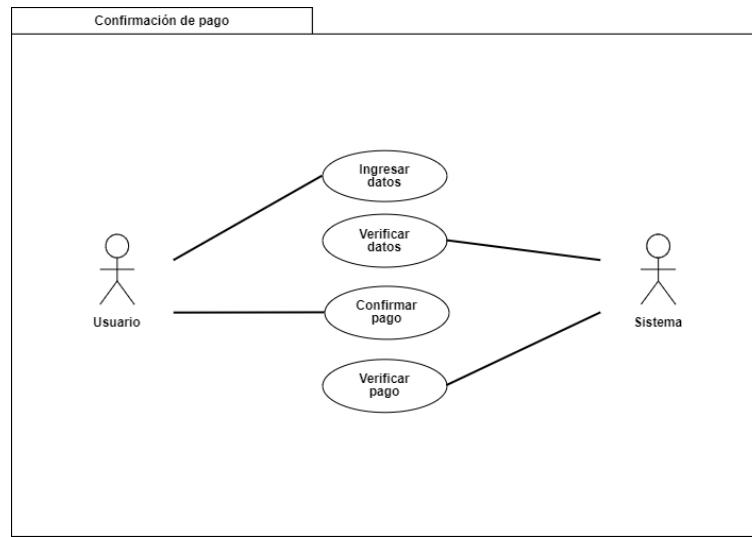 Confirmación de pago
Ingresar
datos
Verificar
datos
Confirmar
pago
Verificar
pago
Usuario
Sistema